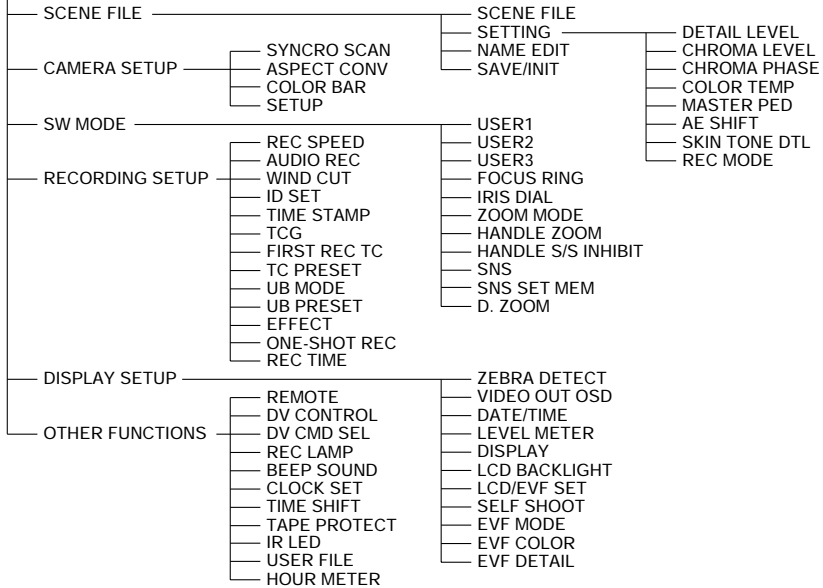 SCENE FILE
SCENE FILE
SETTING
DETAIL LEVEL
CHROMA LEVEL
CHROMA PHASE
COLOR TEMP
MASTER PED
AE SHIFT
SKIN TONE DTL
REC MODE
NAME EDIT
SAVE/INIT
CAMERA SETUP
SYNCRO SCAN
ASPECT CONV
COLOR BAR
SETUP
SW MODE
USER1
USER2
USER3
FOCUS RING
IRIS DIAL
ZOOM MODE
HANDLE ZOOM
HANDLE S/S INHIBIT
SNS
SNS SET MEM
D. ZOOM
RECORDING SETUP
REC SPEED
AUDIO REC
WIND CUT
ID SET
TIME STAMP
TCG
FIRST REC TC
TC PRESET
UB MODE
UB PRESET
EFFECT
ONE-SHOT REC
REC TIME
DISPLAY SETUP
ZEBRA DETECT
VIDEO OUT OSD
DATE/TIME
LEVEL METER
DISPLAY
LCD BACKLIGHT
LCD/EVF SET
SELF SHOOT
EVF MODE
EVF COLOR
EVF DETAIL
OTHER FUNCTIONS
REMOTE
DV CONTROL
DV CMD SEL
REC LAMP
BEEP SOUND
CLOCK SET
TIME SHIFT
TAPE PROTECT
IR LED
USER FILE
HOUR METER